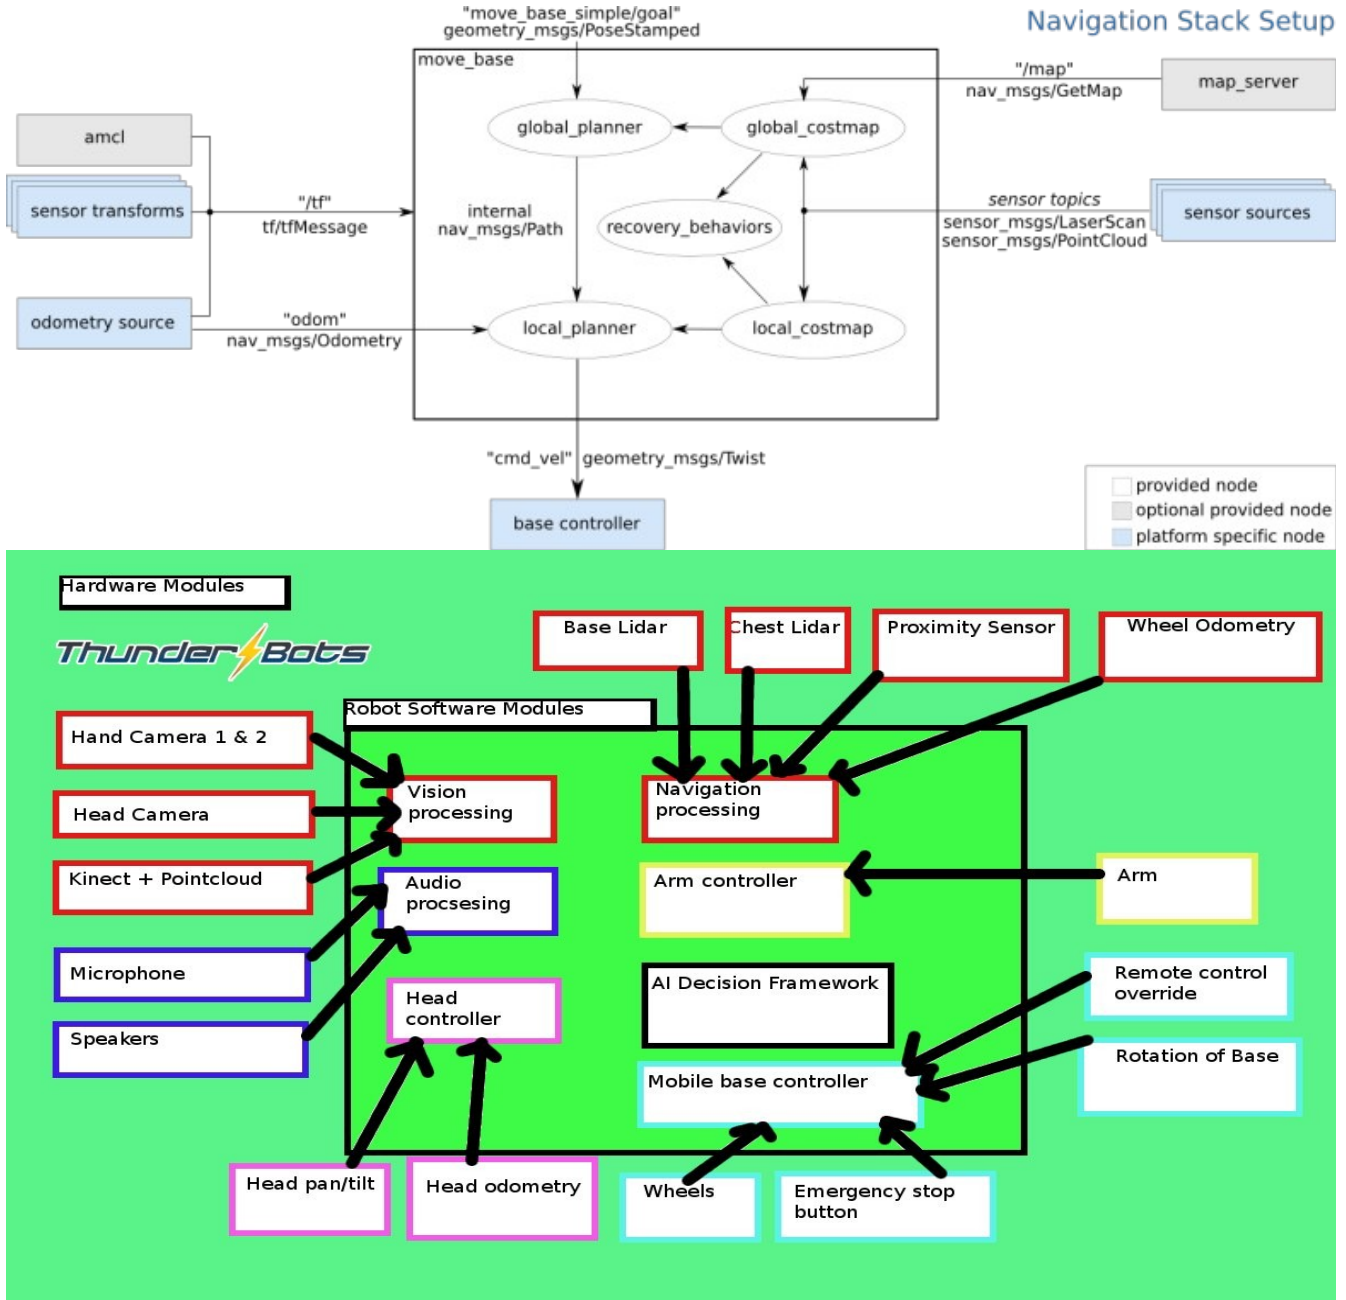 "move_base_simple/goal"
geometry_msgs/PoseStamped
Navigation Stack Setup
move_base
"/map"
nav_msgs/GetMap
map_server
amcl
global_planner
global_costmap
sensor transforms
"/tf"
tf/tfMessage
internal
nav_msgs/Path
recovery_behaviors
sensor topics
sensor_msgs/LaserScan
sensor_msgs/PointCloud
sensor sources
odometry source
"odom"
nav_msgs/Odometry
local_planner
local_costmap
"cmd_vel" geometry_msgs/Twist
base controller
provided node
optional provided node
platform specific node
Hardware Modules
ThunderBots
Base Lidar
Chest Lidar
Proximity Sensor
Wheel Odometry
Robot Software Modules
Hand Camera 1 & 2
Head Camera
Kinect + Pointcloud
Microphone
Speakers
Vision
processing
Navigation
processing
Audio
procsesing
Arm controller
Arm
Head
controller
AI Decision Framework
Remote control
override
Mobile base controller
Rotation of Base
Head pan/tilt
Head odometry
Wheels
Emergency stop
button